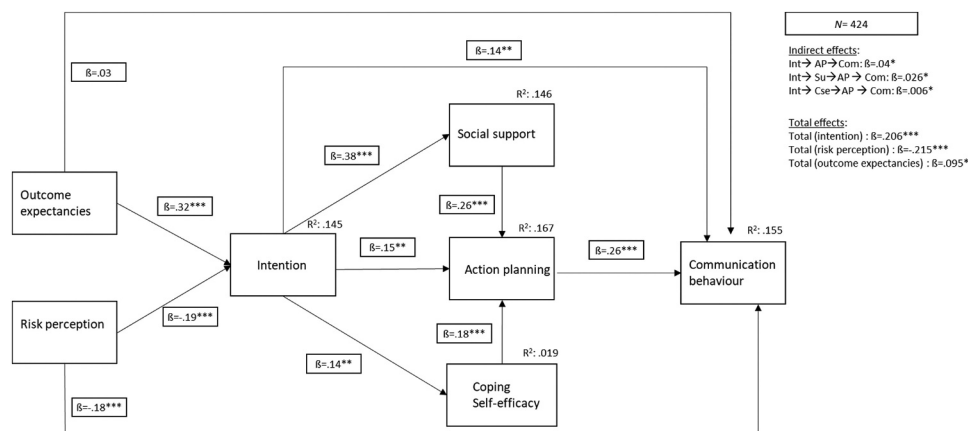 N= 424
ß=.03
ß=.14**
Indirect effects:
Int→ AP→Com: ß=.04*
Int→ Su→AP → Com: ß=.026*
Int→ Cse→AP → Com: ß=.006*
Total effects:
Total (intention) : ß=.206***
Total (risk perception) : ß=-.215***
Total (outcome expectancies) : ß=.095*
R²: .146
Social support
ß=.38***
Outcome
expectancies
ß=.32***
ß=.26***
R²: .145
R²: .167
R²: .155
Intention
ß=.15**
Action planning
ß=.26***
Communication
behaviour
Risk perception
ß=-.19***
ß=.18***
R²: .019
ß=.14**
Coping
Self-efficacy
ß=-.18***